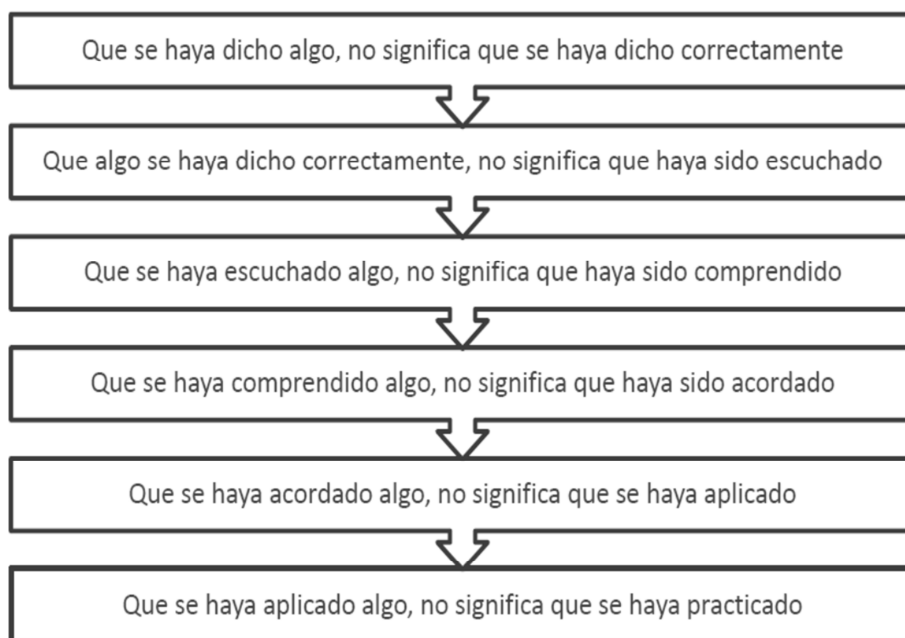 Que se haya dicho algo, no significa que se haya dicho correctamente
Que algo se haya dicho correctamente, no significa que haya sido escuchado
Que se haya escuchado algo, no significa que haya sido comprendido
Que se haya comprendido algo, no significa que haya sido acordado
Que se haya acordado algo, no significa que se haya aplicado
Que se haya aplicado algo, no significa que se haya practicado